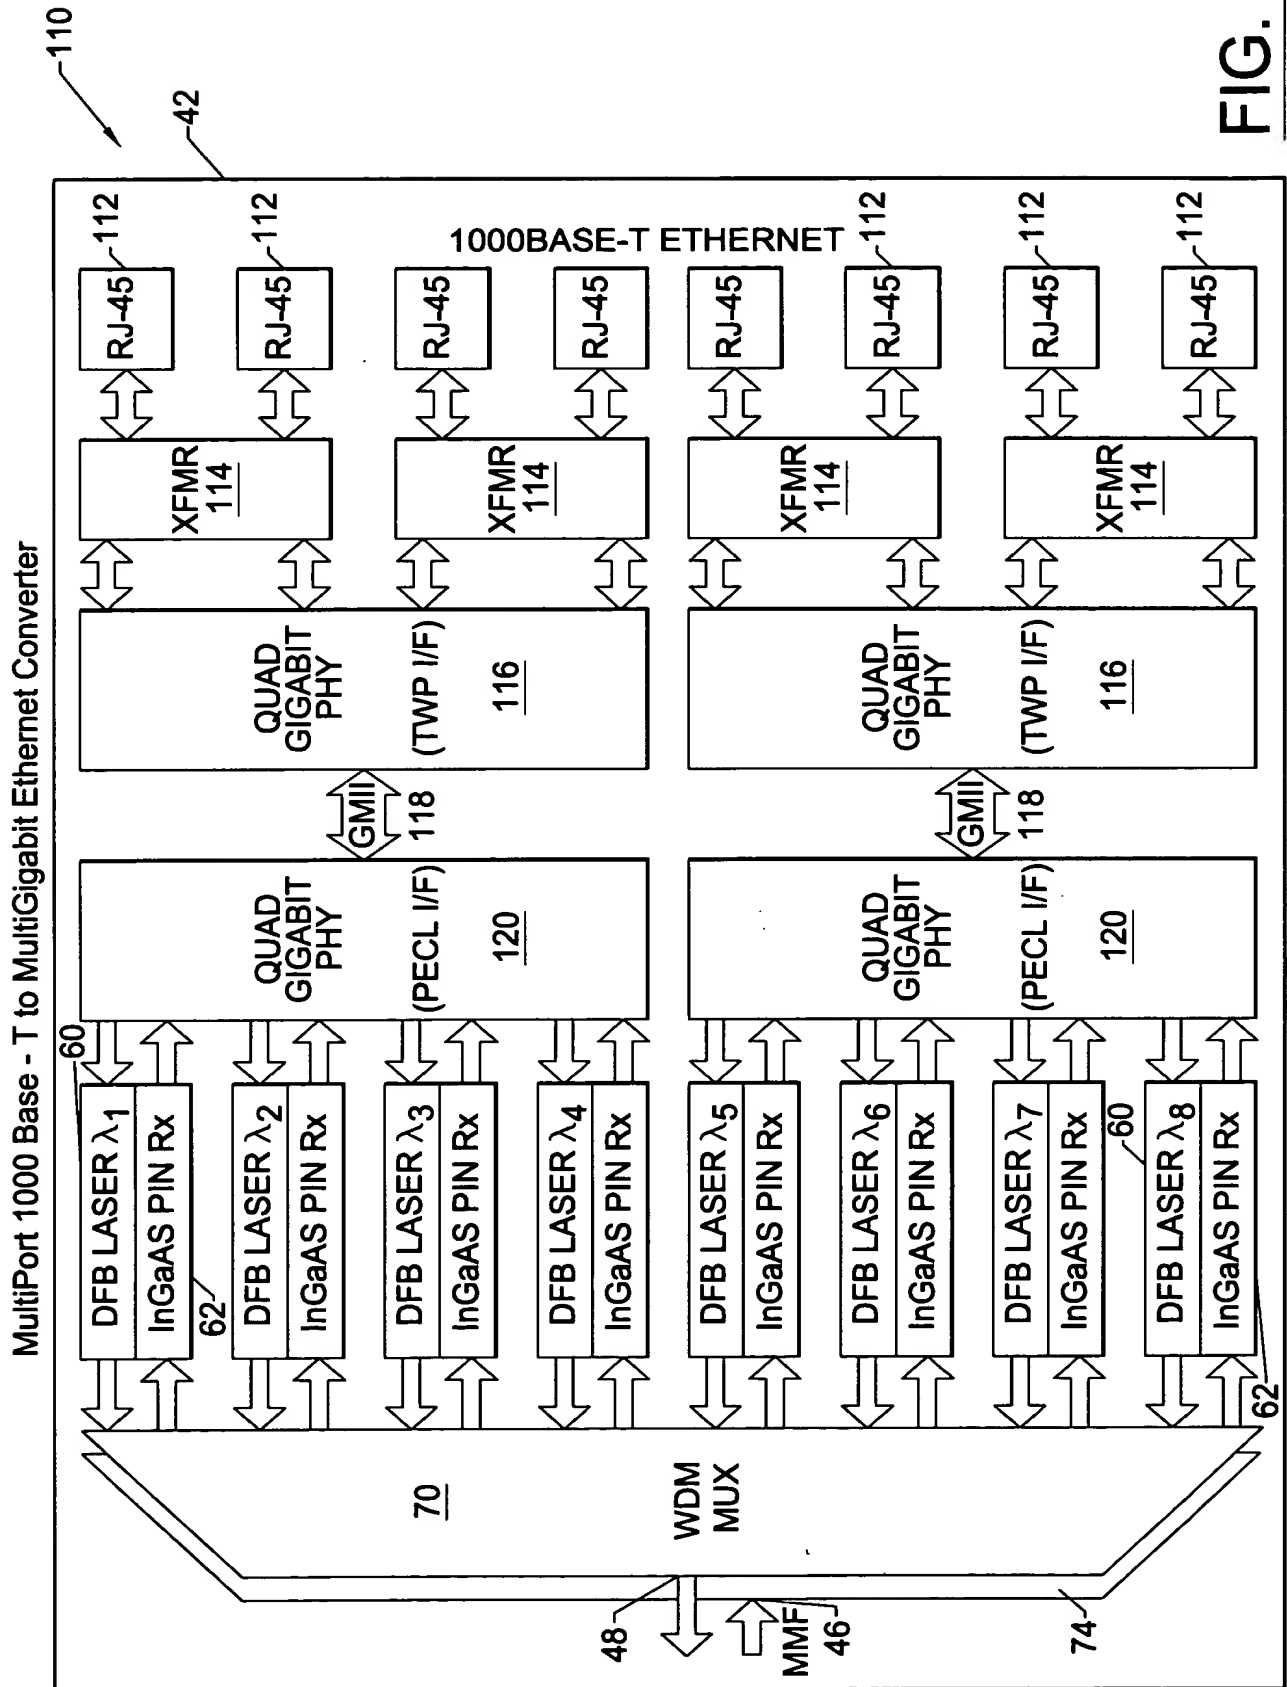 MultiPort 1000 Base - T to MultiGigabit Ethernet Converter
110
42
60
DFB LASER λ1
InGaAS PIN Rx
62
DFB LASER λ2
InGaAS PIN Rx
DFB LASER λ3
InGaAS PIN Rx
DFB LASER λ4
InGaAS PIN Rx
DFB LASER λ5
InGaAS PIN Rx
DFB LASER λ6
InGaAS PIN Rx
DFB LASER λ7
InGaAS PIN Rx
60
DFB LASER λ8
InGaAS PIN Rx
62
70
WDM
MUX
48
MMF
46
74
QUAD
GIGABIT
PHY
(PECL I/F)
120
QUAD
GIGABIT
PHY
(PECL I/F)
120
GMII
118
GMII
118
QUAD
GIGABIT
PHY
(TWP I/F)
116
QUAD
GIGABIT
PHY
(TWP I/F)
116
XFMR
114
XFMR
114
XFMR
114
XFMR
114
RJ-45
112
RJ-45
112
RJ-45
RJ-45
RJ-45
RJ-45
112
RJ-45
112
RJ-45
112
1000BASE-T ETHERNET
FIG.